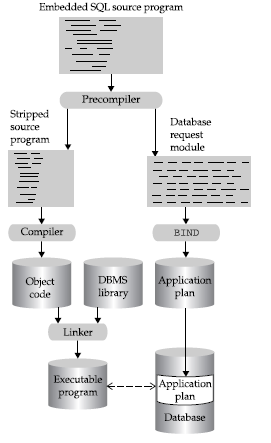 Embedded SQL source program
Precompiler
Stripped
source
program
Database
request
module
Compiler
BIND
Object
code
DBMS
library
Application
plan
Linker
Executable
program
Application
plan
Database